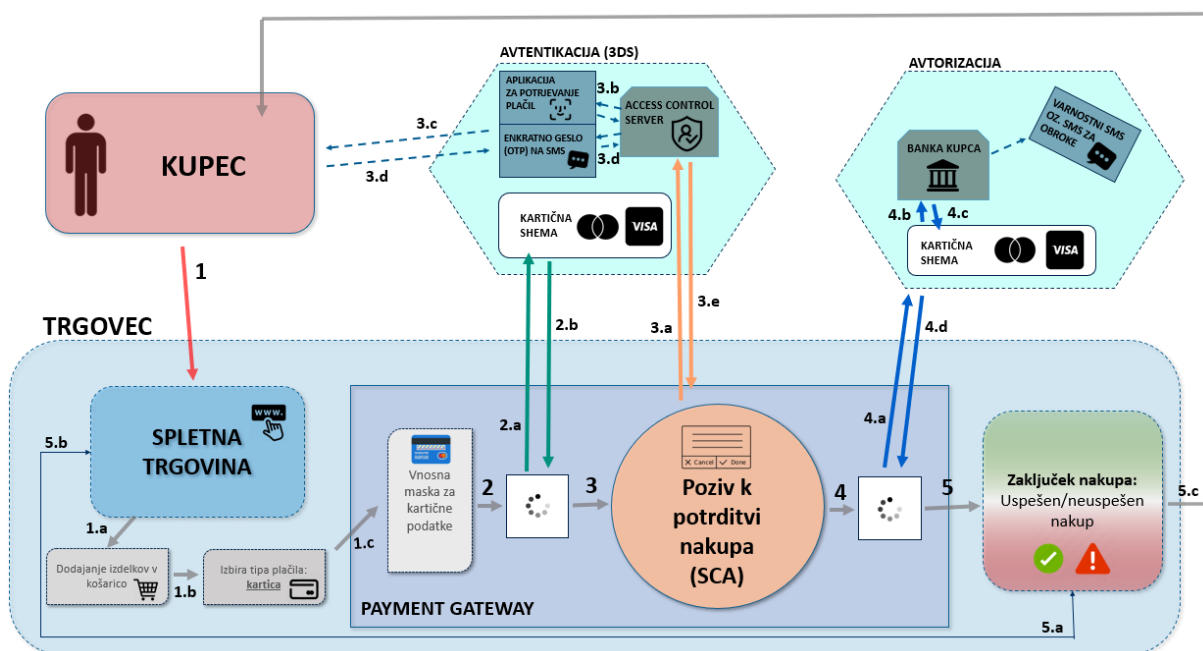 AVTENTIKACIJA (3DS)
APLIKACIJA
ZA POTRJEVANJE
PLAČIL
3.b
ACCESS CONTROL
SERVER
ENKRATNO GESLO
(OTP) NA SMS
3.d
3.c
3.d
KUPEC
KARTIČNA
SHEMA
VISA
AVTORIZACIJA
VARNOSTNI SMS
OZ. SMS ZA
OBROKE
BANKA KUPCA
4.b
4.c
KARTIČNA
SHEMA
VISA
1
2.b
3.a
3.e
4.d
TRGOVEC
SPLETNA
TRGOVINA
www.
5.b
1.a
Dodajanje izdelkov v
košarico
1.b
Izbira tipa plačila:
kartica
1.c
Vnosna
maska za
kartične
podatke
2
2.a
3
Cancel
Done
Poziv k
potrditvi
nakupa
(SCA)
4
4.a
5
PAYMENT GATEWAY
Zaključek nakupa:
Uspešen/neuspešen
nakup
5.c
5.a